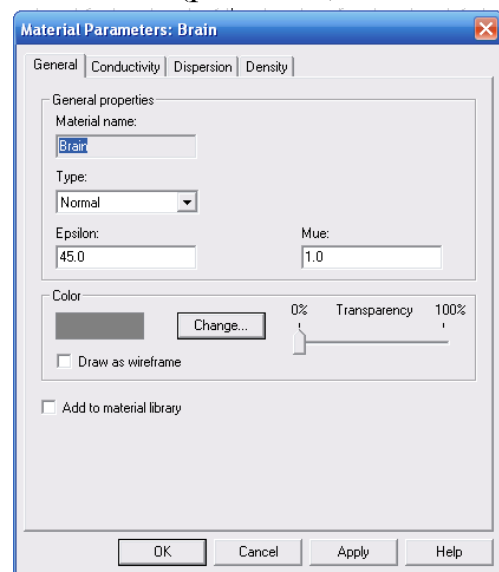 Material Parameters: Brain
General Conductivity Dispersion Density
General properties
Material name:
Brain
Type:
Normal
Epsilon: Mue:
45.0 1.0
Color
0% Transparency 100%
Change...
Draw as wireframe
Add to material library
OK Cancel Apply Help